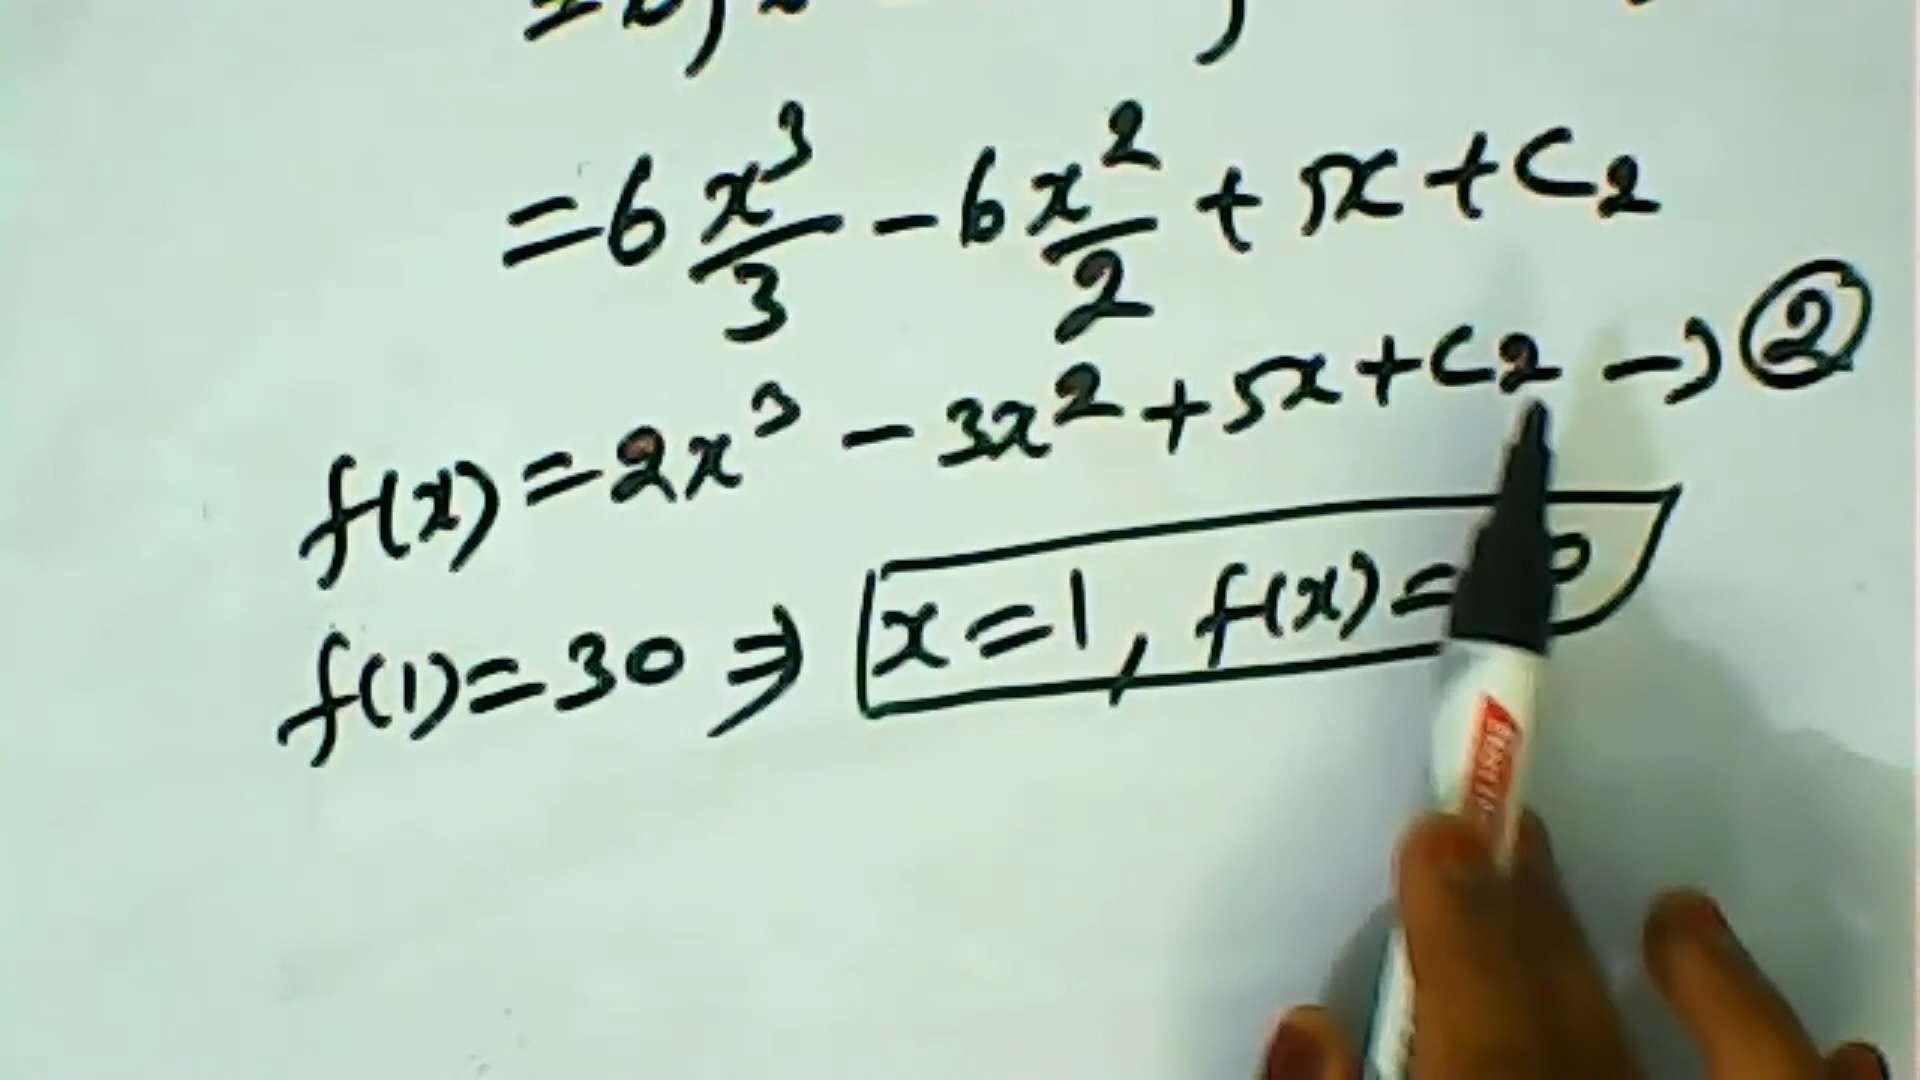 = 6 x³/3 - 6 x²/2 + 5x + C₂
f(x) = 2x³ - 3x² + 5x + C₂ → ②
f(1) = 30 ⇒ x = 1, f(x) =